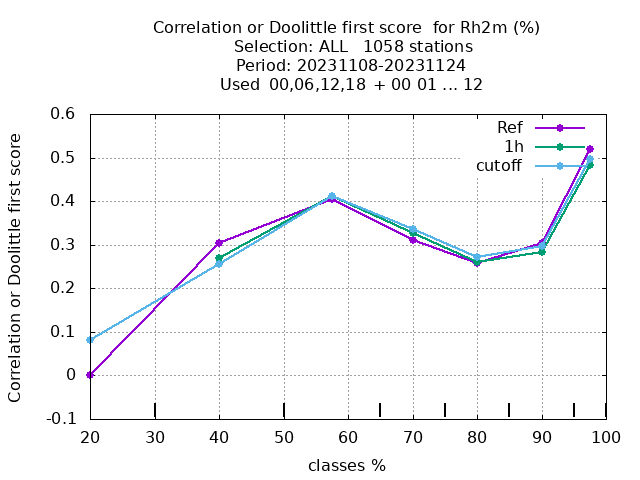 Correlation or Doolittle first score  for Rh2m (%)
Selection: ALL   1058 stations
Period: 20231108-20231124
Used  00,06,12,18  + 00 01 ... 12
Ref
1h
cutoff
Correlation or Doolittle first score
0.6
0.5
0.4
0.3
0.2
0.1
0
-0.1
20 30 40 50 60 70 80 90 100
classes %